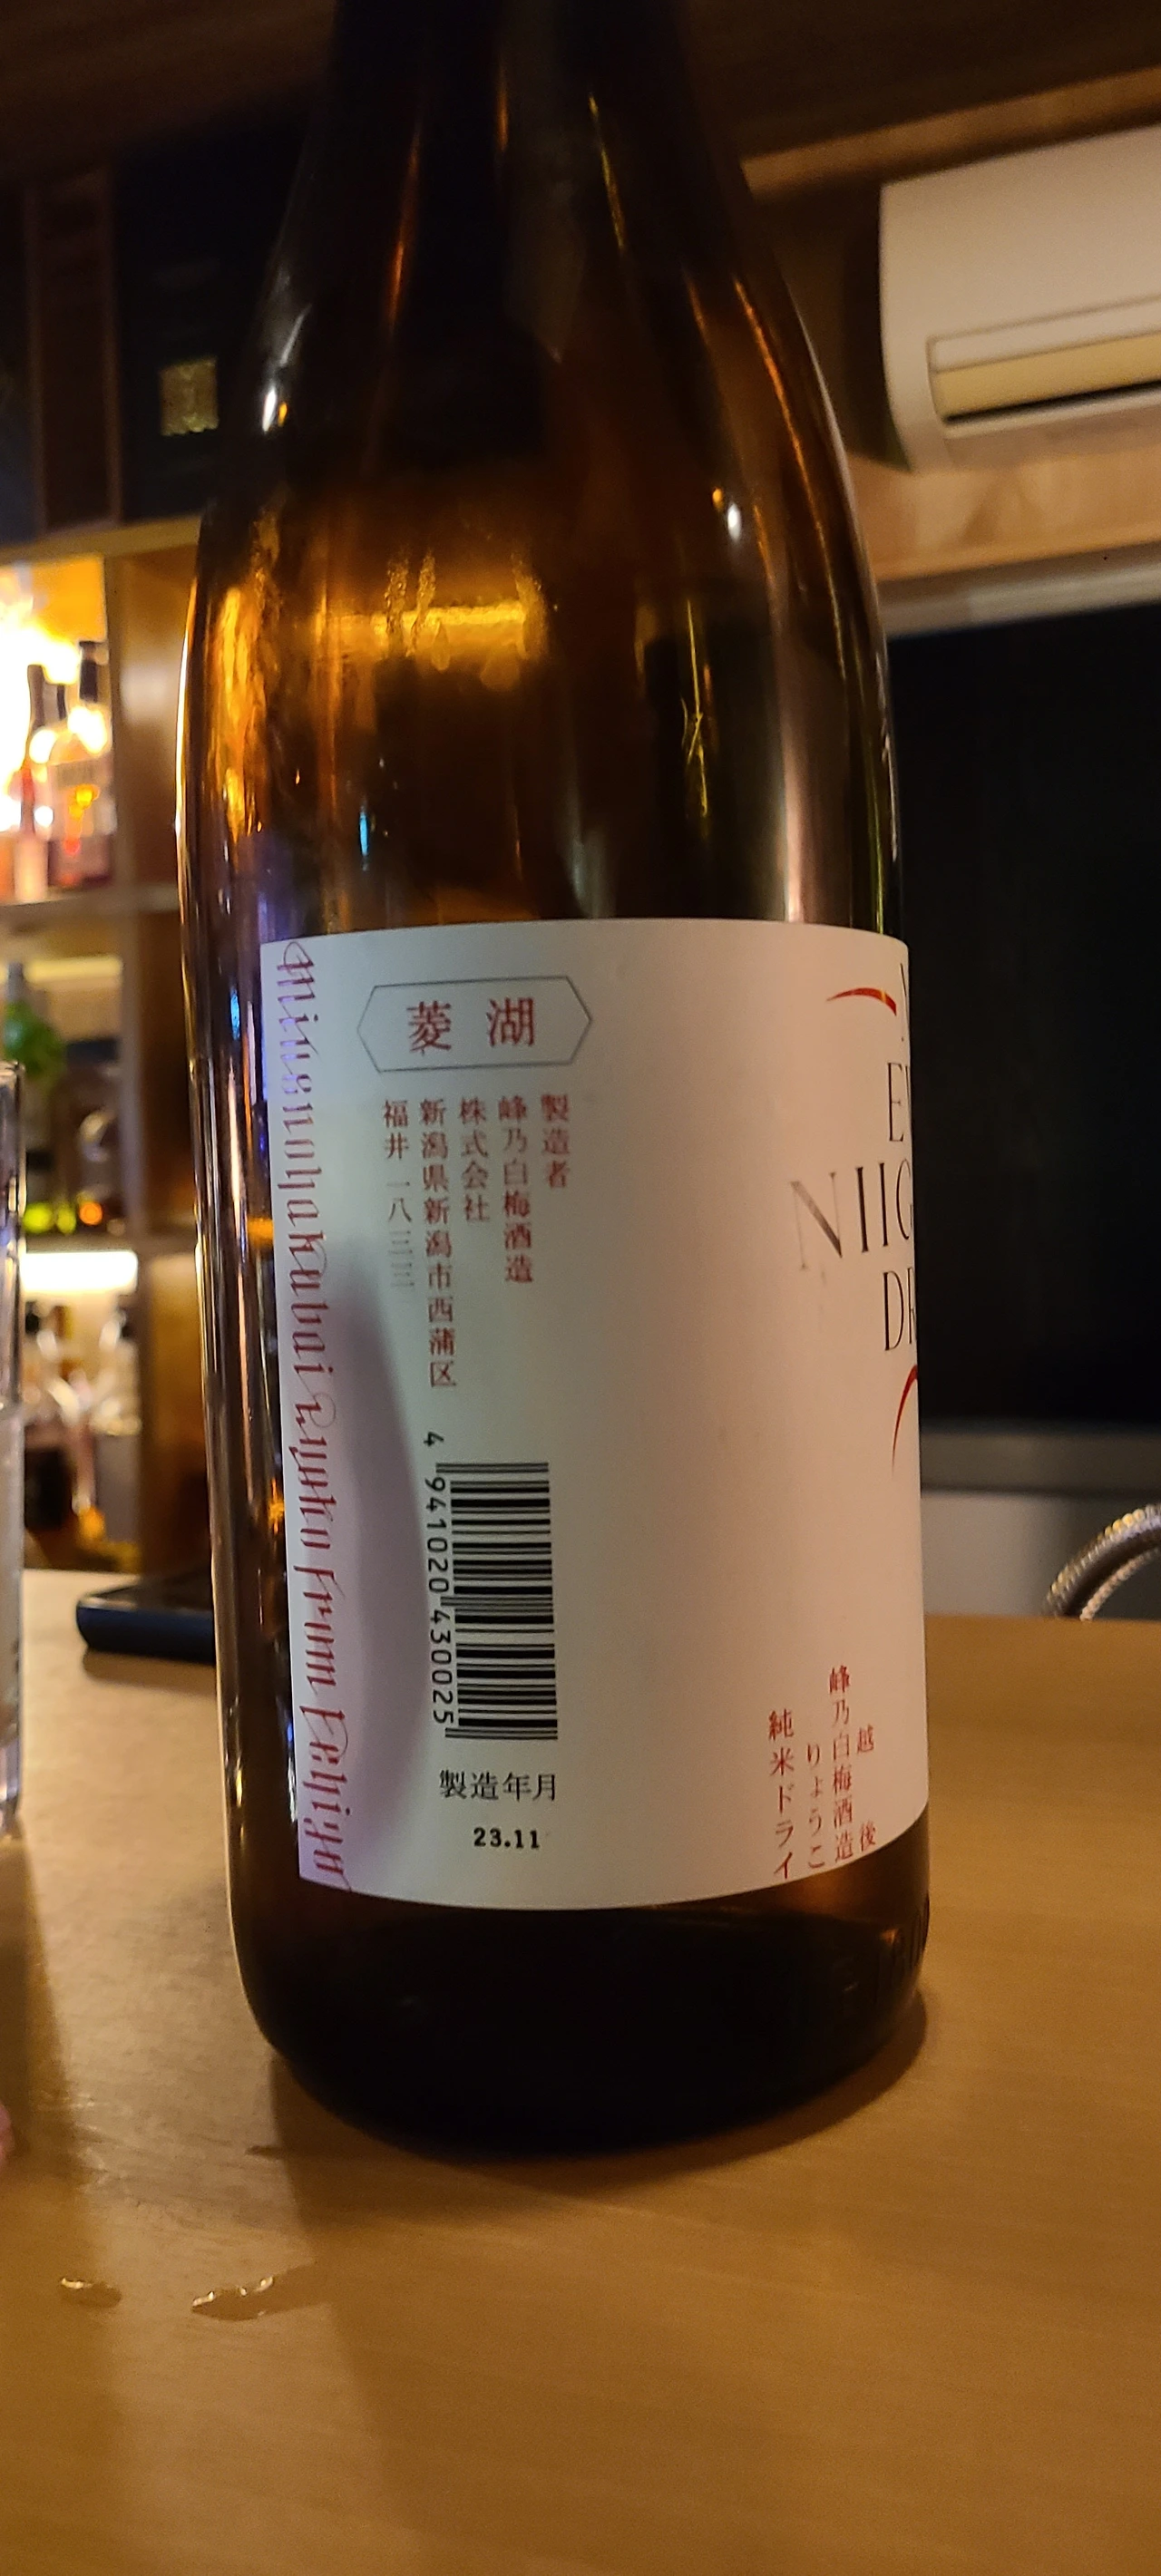 菱湖
製造者
峰乃白梅酒造
株式会社
新潟県新潟市西蒲区
福井一八三三
4 941020 430025
製造年月
23.11
Minenohakubai Ryoko From Echigo
NIIG
DR
越後
峰乃白梅酒造
りょうこ
純米ドライ